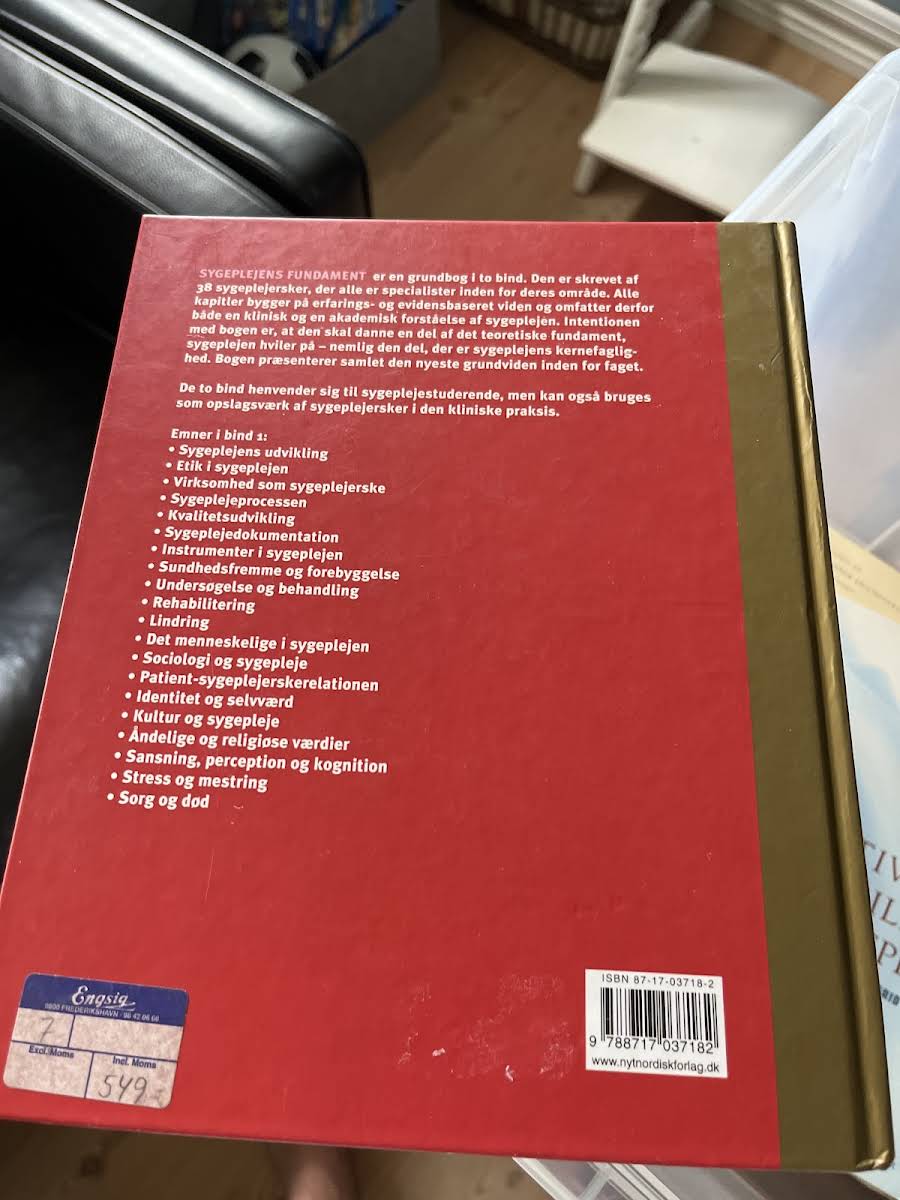 SYGEPLEJENS FUNDAMENT er en grundbog i to bind. Den er skrevet af
38 sygeplejersker, der alle er specialister inden for deres område. Alle
kapitler bygger på erfarings- og evidensbaseret viden og omfatter derfor
både en klinisk og en akademisk forståelse af sygeplejen. Intentionen
med bogen er, at den skal danne en del af det teoretiske fundament,
sygeplejen hviler på – nemlig den del, der er sygeplejens kernefaglig-
hed. Bogen præsenterer samlet den nyeste grundviden inden for faget.
De to bind henvender sig til sygeplejestuderende, men kan også bruges
som opslagsværk af sygeplejersker i den kliniske praksis.
Emner i bind 1:
• Sygeplejens udvikling
• Etik i sygeplejen
• Virksomhed som sygeplejerske
• Sygeplejeprocessen
• Kvalitetsudvikling
• Sygeplejedokumentation
• Instrumenter i sygeplejen
• Sundhedsfremme og forebyggelse
• Undersøgelse og behandling
• Rehabilitering
• Lindring
• Det menneskelige i sygeplejen
• Sociologi og sygepleje
• Patient-sygeplejerskerelationen
• Identitet og selvværd
• Kultur og sygepleje
• Åndelige og religiøse værdier
• Sansning, perception og kognition
• Stress og mestring
• Sorg og død
Engsig
9900 FREDERIKSHAVN · 98 42 06 66
7
Excl. Moms
Incl. Moms
549
ISBN 87-17-03718-2
9 788717 037182
www.nytnordiskforlag.dk